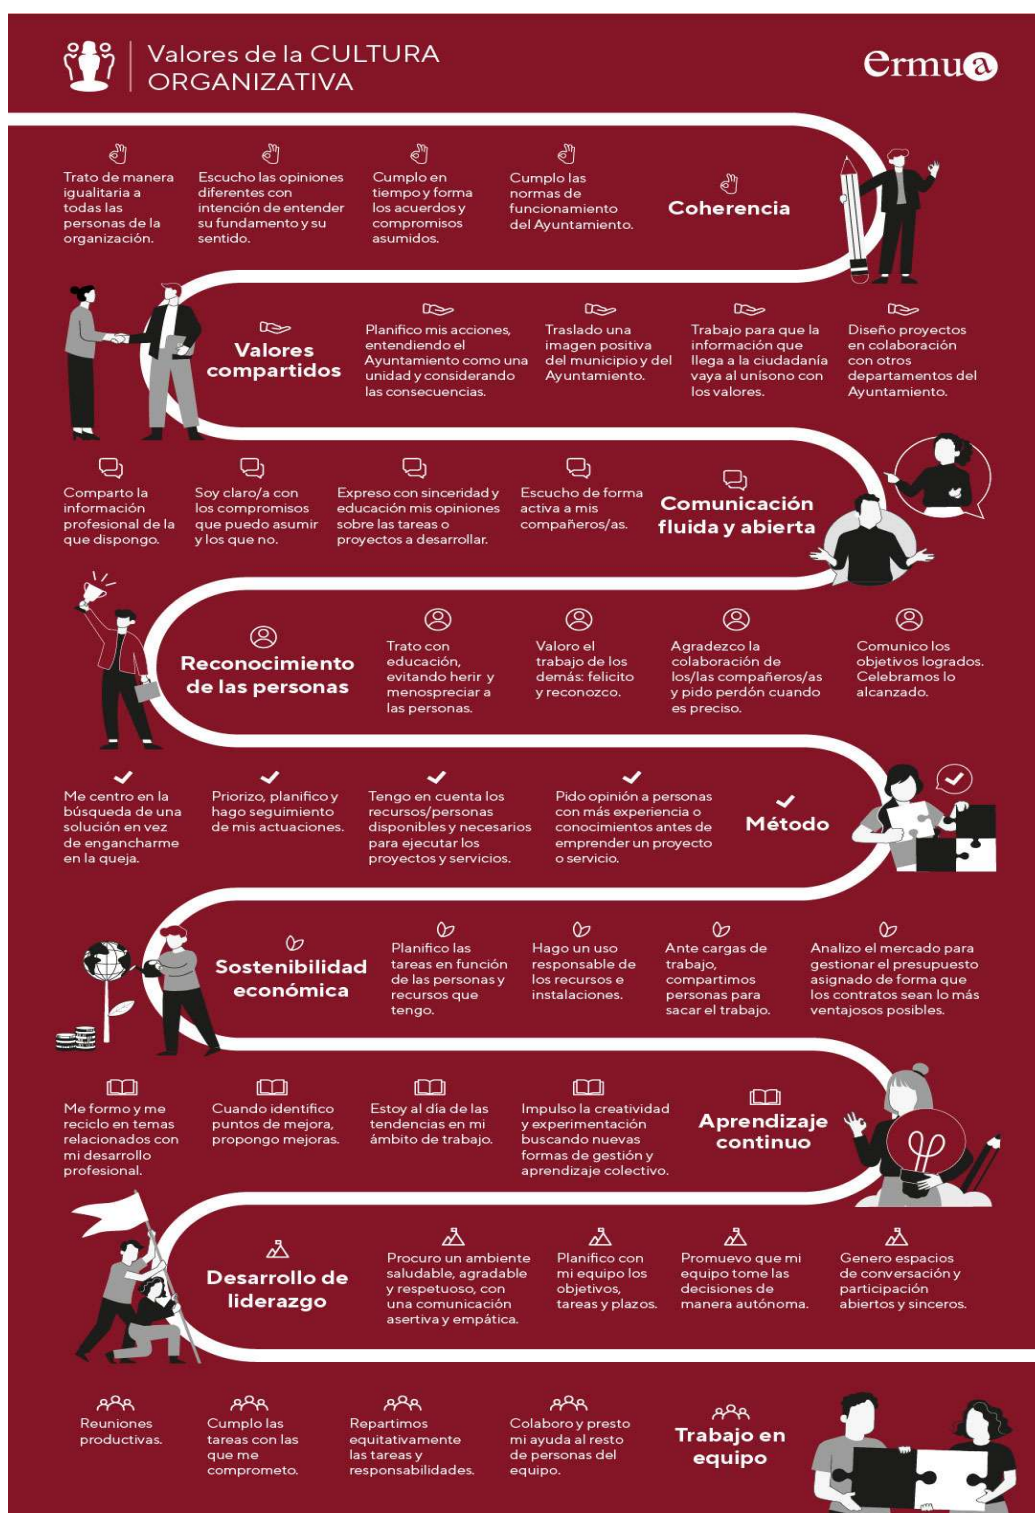 Valores de la CULTURA
ORGANIZATIVA
ermua
Trato de manera
igualitaria a
todas las
personas de la
organización.
Escucho las opiniones
diferentes con
intención de entender
su fundamento y su
sentido.
Cumplo en
tiempo y forma
los acuerdos y
compromisos
asumidos.
Cumplo las
normas de
funcionamiento
del Ayuntamiento.
Coherencia
Valores
compartidos
Planifico mis acciones,
entendiendo el
Ayuntamiento como una
unidad y considerando
las consecuencias.
Traslado una
imagen positiva
del municipio y del
Ayuntamiento.
Trabajo para que la
información que
llega a la ciudadanía
vaya al unísono con
los valores.
Diseño proyectos
en colaboración
con otros
departamentos del
Ayuntamiento.
Comparto la
información
profesional de la
que dispongo.
Soy claro/a con
los compromisos
que puedo asumir
y los que no.
Expreso con sinceridad y
educación mis opiniones
sobre las tareas o
proyectos a desarrollar.
Escucho de forma
activa a mis
compañeros/as.
Comunicación
fluida y abierta
Reconocimiento
de las personas
Trato con
educación,
evitando herir y
menospreciar a
las personas.
Valoro el
trabajo de los
demás: felicito
y reconozco.
Agradezco la
colaboración de
los/las compañeros/as
y pido perdón cuando
es preciso.
Comunico los
objetivos logrados.
Celebramos lo
alcanzado.
Me centro en la
búsqueda de una
solución en vez
de engancharme
en la queja.
Priorizo, planifico y
hago seguimiento
de mis actuaciones.
Tengo en cuenta los
recursos/personas
disponibles y necesarios
para ejecutar los
proyectos y servicios.
Pido opinión a personas
con más experiencia o
conocimientos antes de
emprender un proyecto
o servicio.
Método
Sostenibilidad
económica
Planifico las
tareas en función
de las personas y
recursos que
tengo.
Hago un uso
responsable de
los recursos e
instalaciones.
Ante cargas de
trabajo,
compartimos
personas para
sacar el trabajo.
Analizo el mercado para
gestionar el presupuesto
asignado de forma que
los contratos sean lo más
ventajosos posibles.
Me formo y me
reciclo en temas
relacionados con
mi desarrollo
profesional.
Cuando identifico
puntos de mejora,
propongo mejoras.
Estoy al día de las
tendencias en mi
ámbito de trabajo.
Impulso la creatividad
y experimentación
buscando nuevas
formas de gestión y
aprendizaje colectivo.
Aprendizaje
continuo
Desarrollo de
liderazgo
Procuro un ambiente
saludable, agradable
y respetuoso, con
una comunicación
asertiva y empática.
Planifico con
mi equipo los
objetivos,
tareas y plazos.
Promuevo que mi
equipo tome las
decisiones de
manera autónoma.
Genero espacios
de conversación y
participación
abiertos y sinceros.
Reuniones
productivas.
Cumplo las
tareas con las
que me
comprometo.
Repartimos
equitativamente
las tareas y
responsabilidades.
Colaboro y presto
mi ayuda al resto
de personas del
equipo.
Trabajo en
equipo